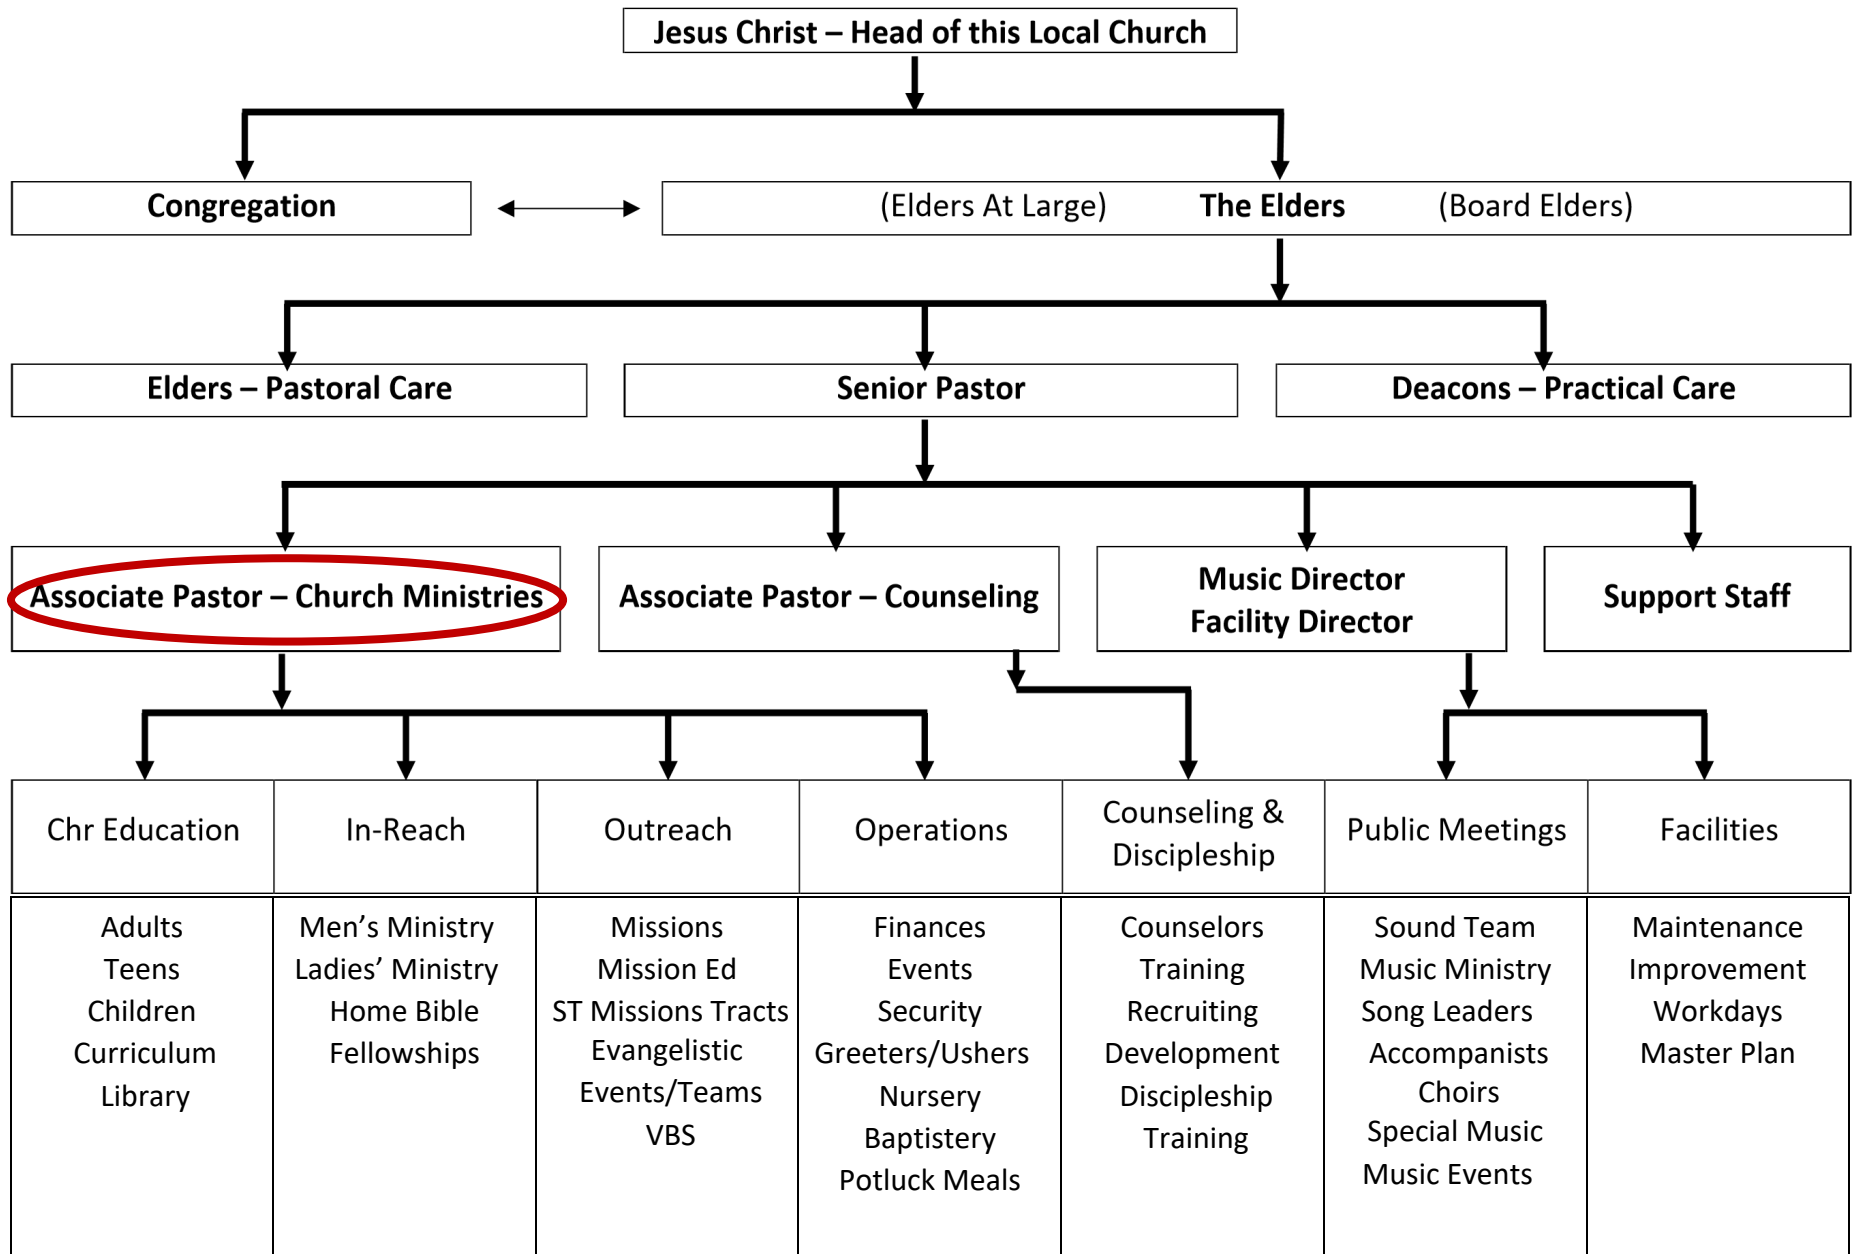 Jesus Christ – Head of this Local Church
Congregation
(Elders At Large) The Elders (Board Elders)
Elders – Pastoral Care
Senior Pastor
Deacons – Practical Care
Associate Pastor – Church Ministries
Associate Pastor – Counseling
Music Director
Facility Director
Support Staff
Chr Education
In-Reach
Outreach
Operations
Counseling &
Discipleship
Public Meetings
Facilities
Adults
Teens
Children
Curriculum
Library
Men’s Ministry
Ladies’ Ministry
Home Bible
Fellowships
Missions
Mission Ed
ST Missions Tracts
Evangelistic
Events/Teams
VBS
Finances
Events
Security
Greeters/Ushers
Nursery
Baptistery
Potluck Meals
Counselors
Training
Recruiting
Development
Discipleship
Training
Sound Team
Music Ministry
Song Leaders
Accompanists
Choirs
Special Music
Music Events
Maintenance
Improvement
Workdays
Master Plan